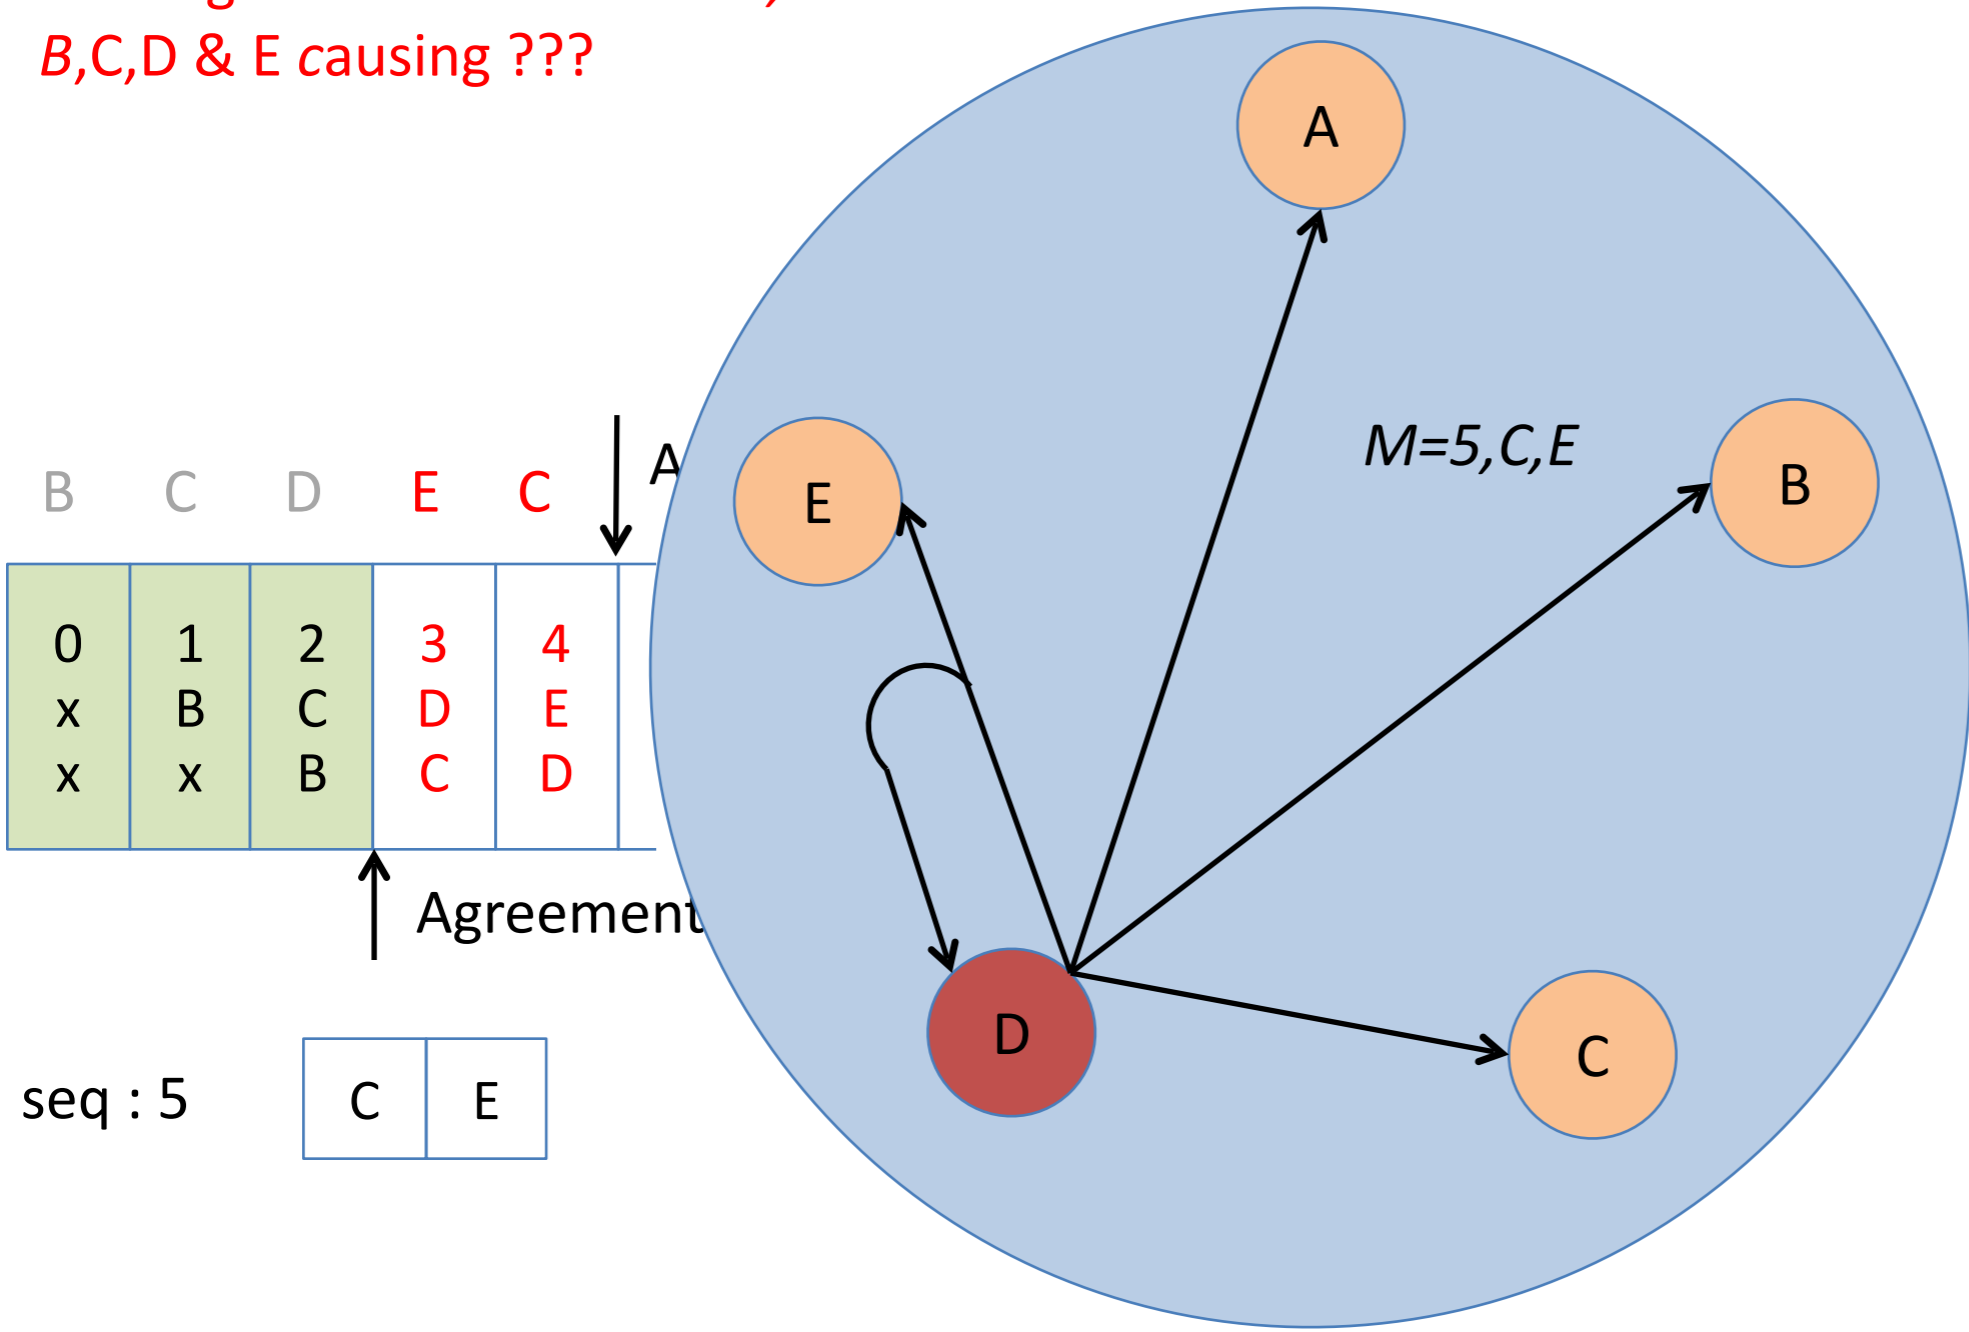 B,C,D & E causing ???
A
M=5,C,E
B C D E C
A
E
B
0 1 2 3 4
x B C D E
x x B C D
Agreement
D
C
seq : 5
C E